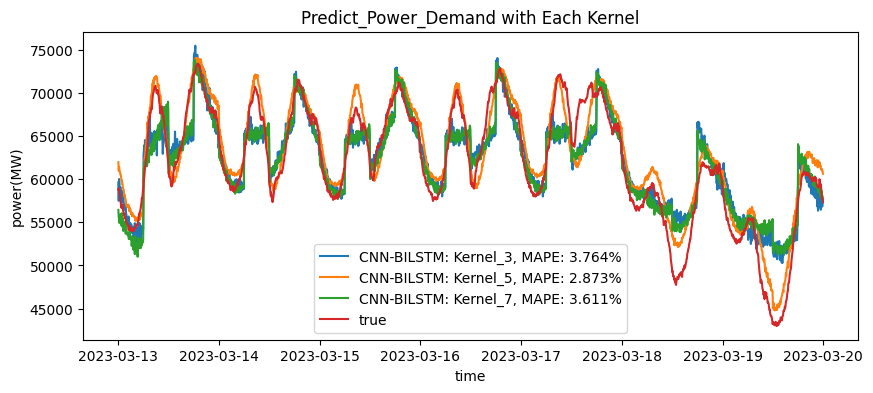 Predict_Power_Demand with Each Kernel
power(MW)
75000
70000
65000
60000
55000
50000
45000
CNN-BILSTM: Kernel_3, MAPE: 3.764%
CNN-BILSTM: Kernel_5, MAPE: 2.873%
CNN-BILSTM: Kernel_7, MAPE: 3.611%
true
2023-03-13 2023-03-14 2023-03-15 2023-03-16 2023-03-17 2023-03-18 2023-03-19 2023-03-20
time